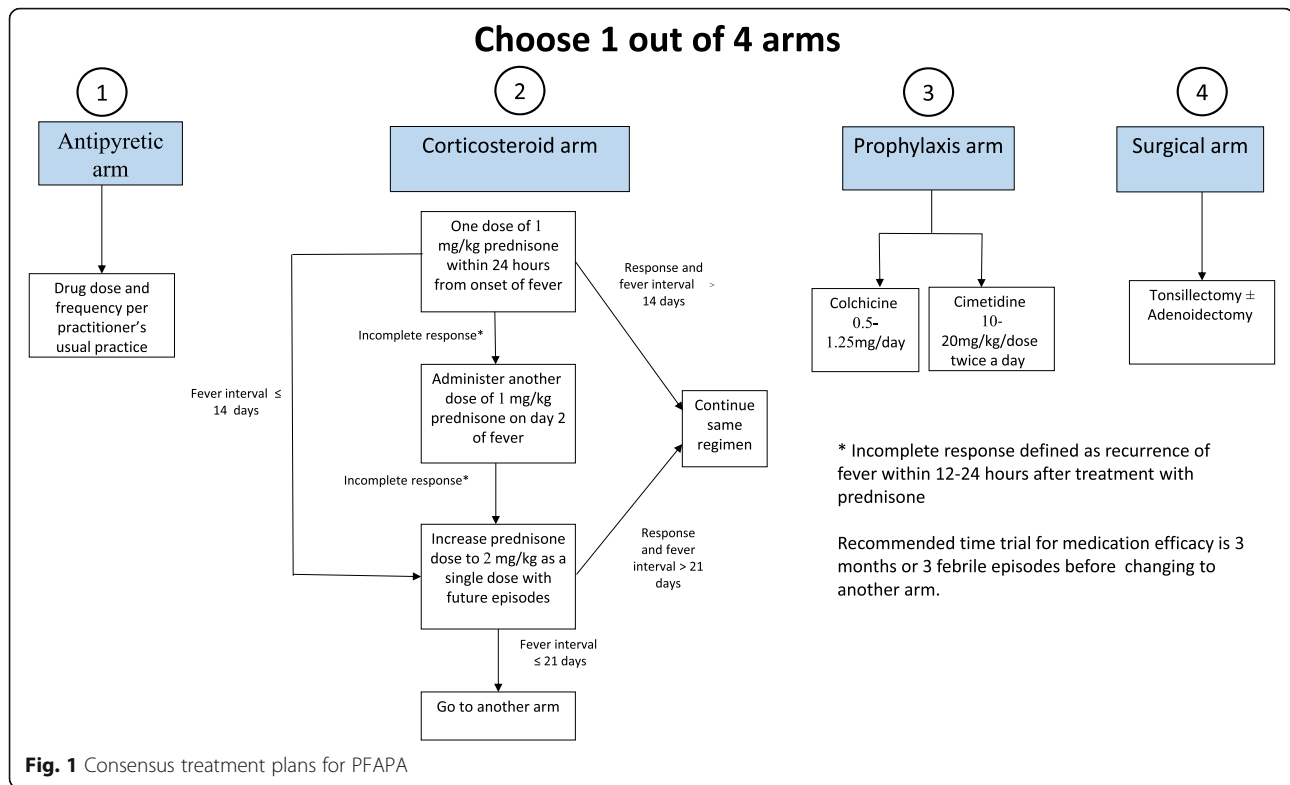 Choose 1 out of 4 arms
1
Antipyretic
arm
Drug dose and
frequency per
practitioner's
usual practice
2
Corticosteroid arm
One dose of 1
mg/kg prednisone
within 24 hours
from onset of fever
Response and
fever interval >
14 days
Incomplete response*
Fever interval ≤
14 days
Administer another
dose of 1 mg/kg
prednisone on day 2
of fever
Continue
same
regimen
Incomplete response*
Increase prednisone
dose to 2 mg/kg as a
single dose with
future episodes
Response
and fever
interval > 21
days
Fever interval
≤ 21 days
Go to another arm
3
Prophylaxis arm
Colchicine
0.5-
1.25mg/day
Cimetidine
10-
20mg/kg/dose
twice a day
4
Surgical arm
Tonsillectomy ±
Adenoidectomy
* Incomplete response defined as recurrence of
fever within 12-24 hours after treatment with
prednisone
Recommended time trial for medication efficacy is 3
months or 3 febrile episodes before changing to
another arm.
Fig. 1 Consensus treatment plans for PFAPA